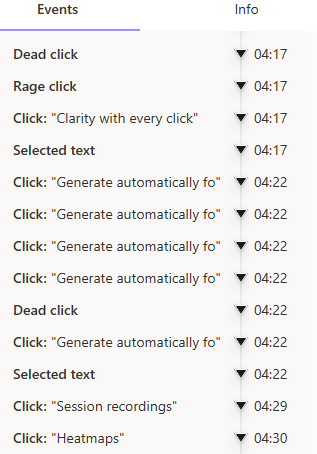 Events Info
Dead click 04:17
Rage click 04:17
Click: "Clarity with every click" 04:17
Selected text 04:17
Click: "Generate automatically fo" 04:22
Click: "Generate automatically fo" 04:22
Click: "Generate automatically fo" 04:22
Click: "Generate automatically fo" 04:22
Dead click 04:22
Click: "Generate automatically fo" 04:22
Selected text 04:22
Click: "Session recordings" 04:29
Click: "Heatmaps" 04:30